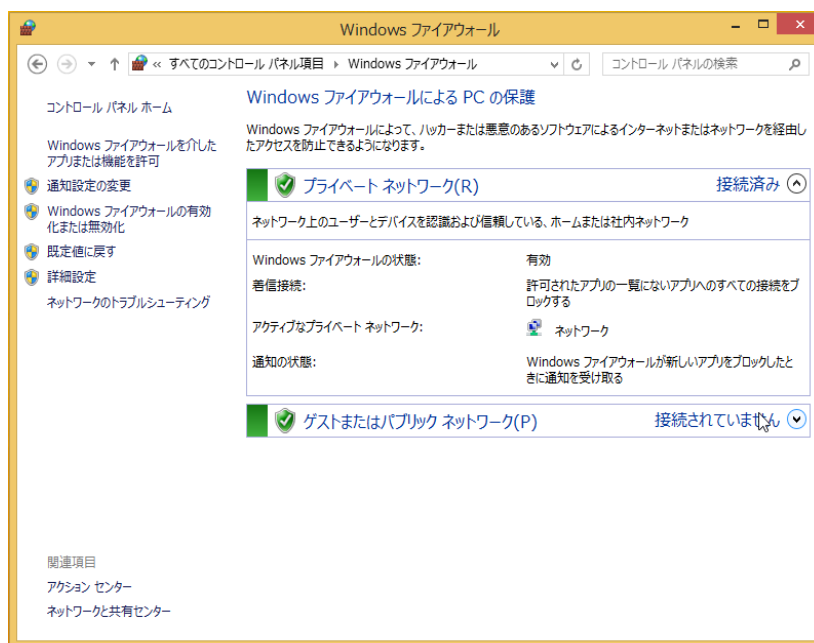 Windows ファイアウォール
« すべてのコントロール パネル項目 ▸ Windows ファイアウォール
コントロール パネルの検索
コントロール パネル ホーム
Windows ファイアウォールを介した
アプリまたは機能を許可
通知設定の変更
Windows ファイアウォールの有効
化または無効化
既定値に戻す
詳細設定
ネットワークのトラブルシューティング
Windows ファイアウォールによる PC の保護
Windows ファイアウォールによって、ハッカーまたは悪意のあるソフトウェアによるインターネットまたはネットワークを経由し
たアクセスを防止できるようになります。
プライベート ネットワーク(R) 接続済み
ネットワーク上のユーザーとデバイスを認識および信頼している、ホームまたは社内ネットワーク
Windows ファイアウォールの状態: 有効
着信接続: 許可されたアプリの一覧にないアプリへのすべての接続をブ
ロックする
アクティブなプライベート ネットワーク: ネットワーク
通知の状態: Windows ファイアウォールが新しいアプリをブロックしたと
きに通知を受け取る
ゲストまたはパブリック ネットワーク(P) 接続されていません
関連項目
アクション センター
ネットワークと共有センター